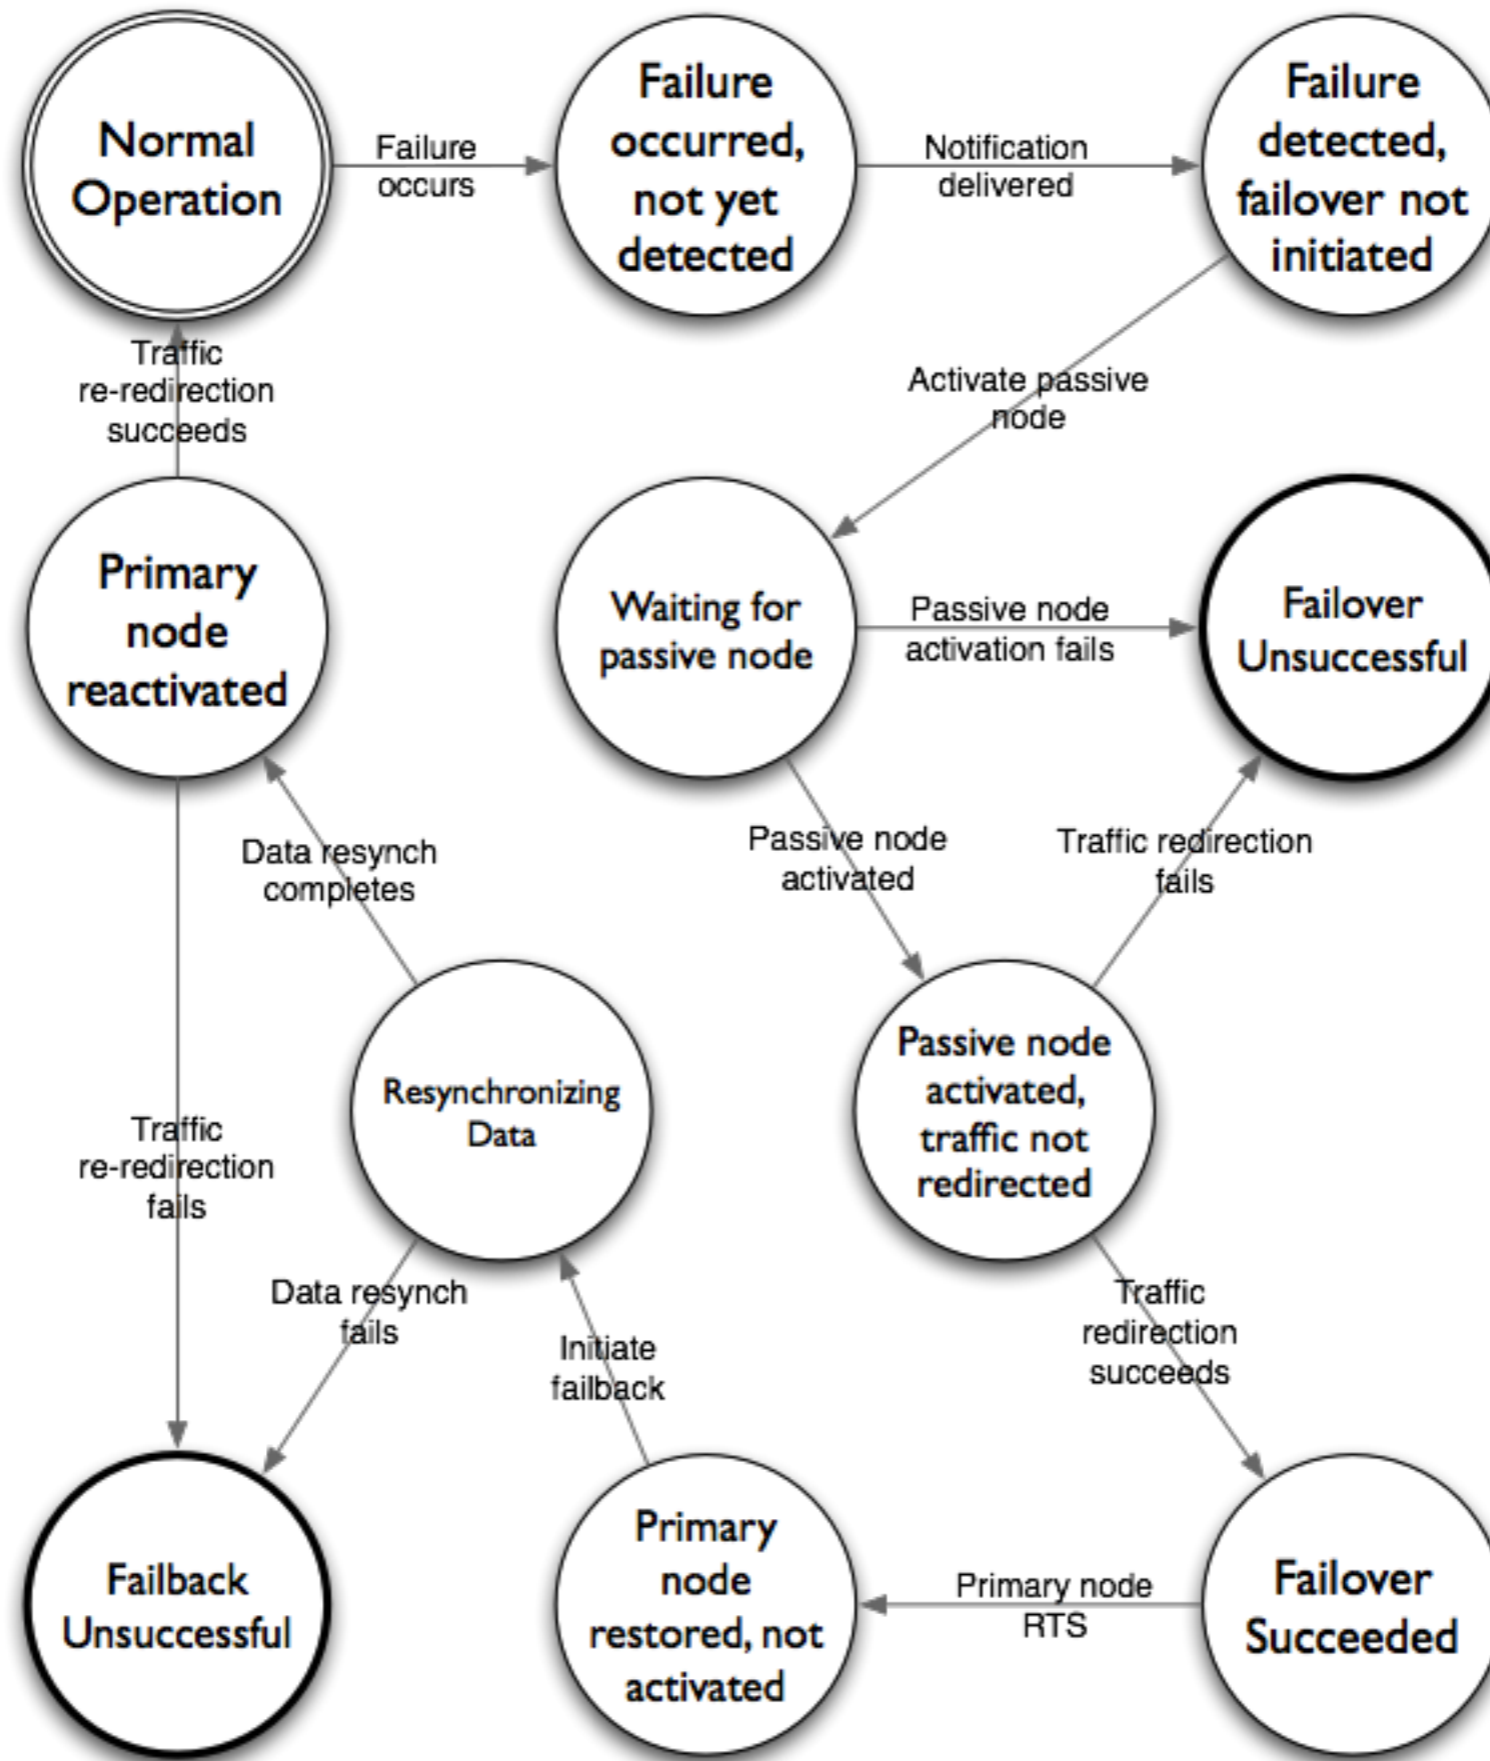 Normal
Operation
Failure
occurs
Failure
occurred,
not yet
detected
Notification
delivered
Failure
detected,
failover not
initiated
Traffic
re-redirection
succeeds
Activate passive
node
Primary
node
reactivated
Waiting for
passive node
Passive node
activation fails
Failover
Unsuccessful
Data resynch
completes
Passive node
activated
Traffic redirection
fails
Traffic
re-redirection
fails
Resynchronizing
Data
Passive node
activated,
traffic not
redirected
Data resynch
fails
Initiate
failback
Traffic
redirection
succeeds
Failback
Unsuccessful
Primary
node
restored, not
activated
Primary node
RTS
Failover
Succeeded